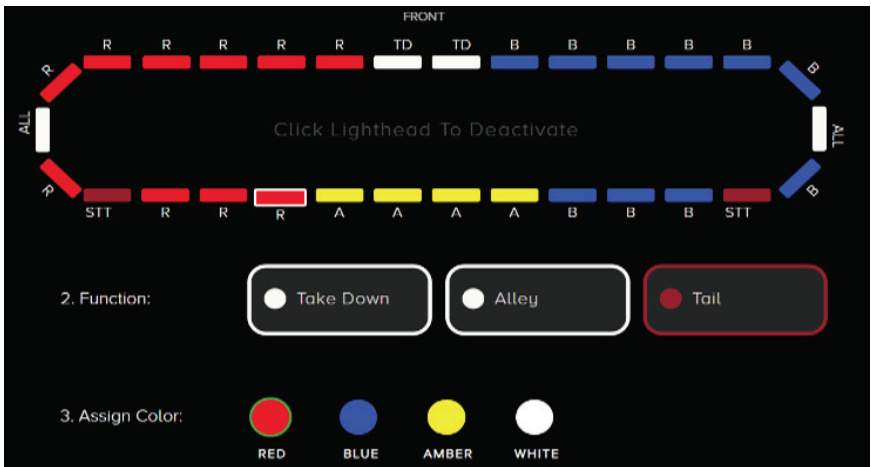 FRONT
R R R R R TD TD B B B B B
R B
ALL ALL
Click Lighthead To Deactivate
R B
STT R R R A A A A B B B STT
2. Function: Take Down Alley Tail
3. Assign Color:
RED BLUE AMBER WHITE